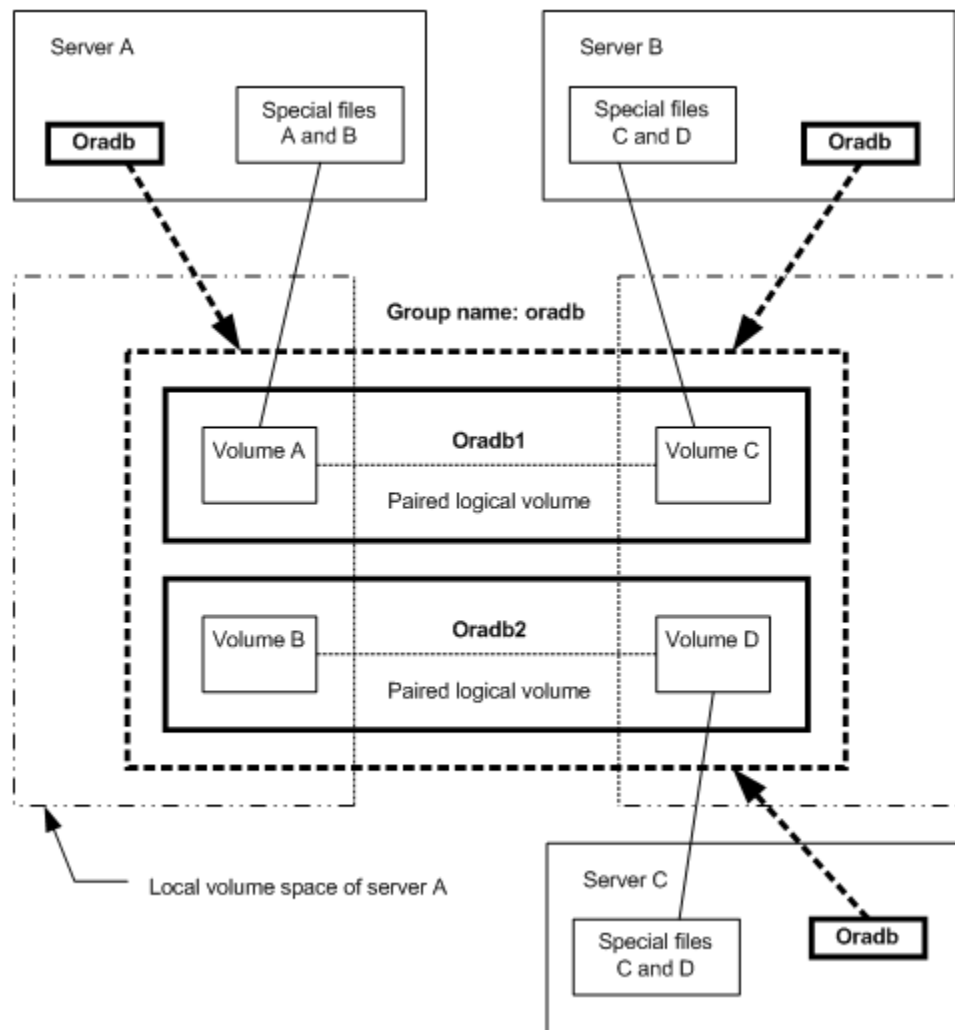 Server A
Special files
A and B
Oradb
Server B
Special files
C and D
Oradb
Group name: oradb
Volume A
Oradb1
Volume C
Paired logical volume
Volume B
Oradb2
Volume D
Paired logical volume
Local volume space of server A
Server C
Special files
C and D
Oradb